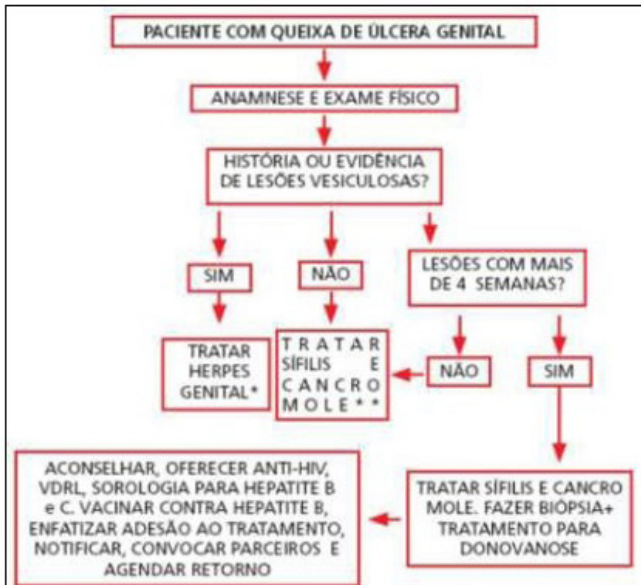 PACIENTE COM QUEIXA DE ÚLCERA GENITAL
ANAMNESE E EXAME FÍSICO
HISTÓRIA OU EVIDÊNCIA
DE LESÕES VESICULOSAS?
SIM
NÃO
LESÕES COM MAIS
DE 4 SEMANAS?
TRATAR
HERPES
GENITAL*
TRATAR
SÍFILIS E
CANCRO
MOLE**
NÃO
SIM
ACONSELHAR, OFERECER ANTI-HIV,
VDRL, SOROLOGIA PARA HEPATITE B
e C. VACINAR CONTRA HEPATITE B,
ENFATIZAR ADESÃO AO TRATAMENTO,
NOTIFICAR, CONVOCAR PARCEIROS E
AGENDAR RETORNO
TRATAR SÍFILIS E CANCRO
MOLE. FAZER BIÓPSIA+
TRATAMENTO PARA
DONOVANOSE